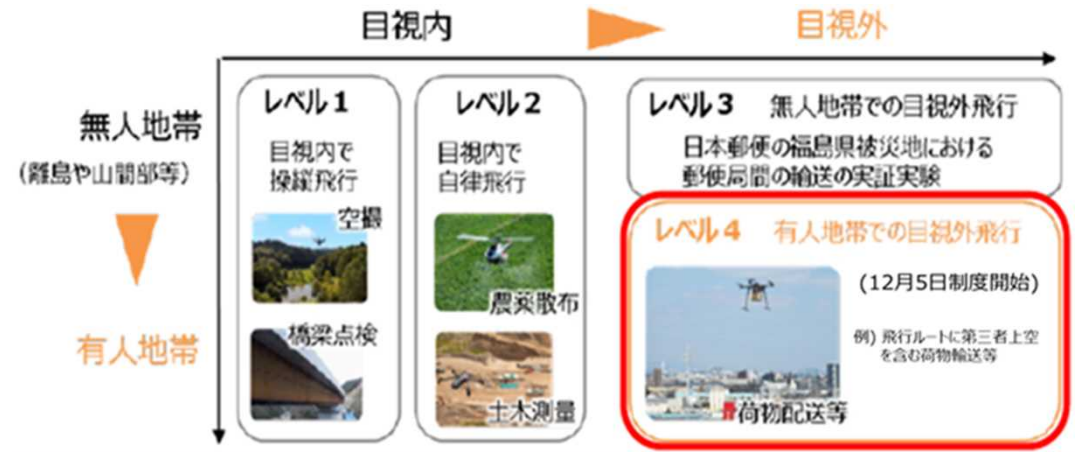 目視内
目視外
無人地帯
(離島や山間部等)
有人地帯
レベル1
目視内で
操縦飛行
空撮
橋梁点検
レベル2
目視内で
自律飛行
農薬散布
土木測量
レベル3 無人地帯での目視外飛行
日本郵便の福島県被災地における
郵便局間の輸送の実証実験
レベル4 有人地帯での目視外飛行
(12月5日制度開始)
例) 飛行ルートに第三者上空
を含む荷物輸送等
荷物配送等